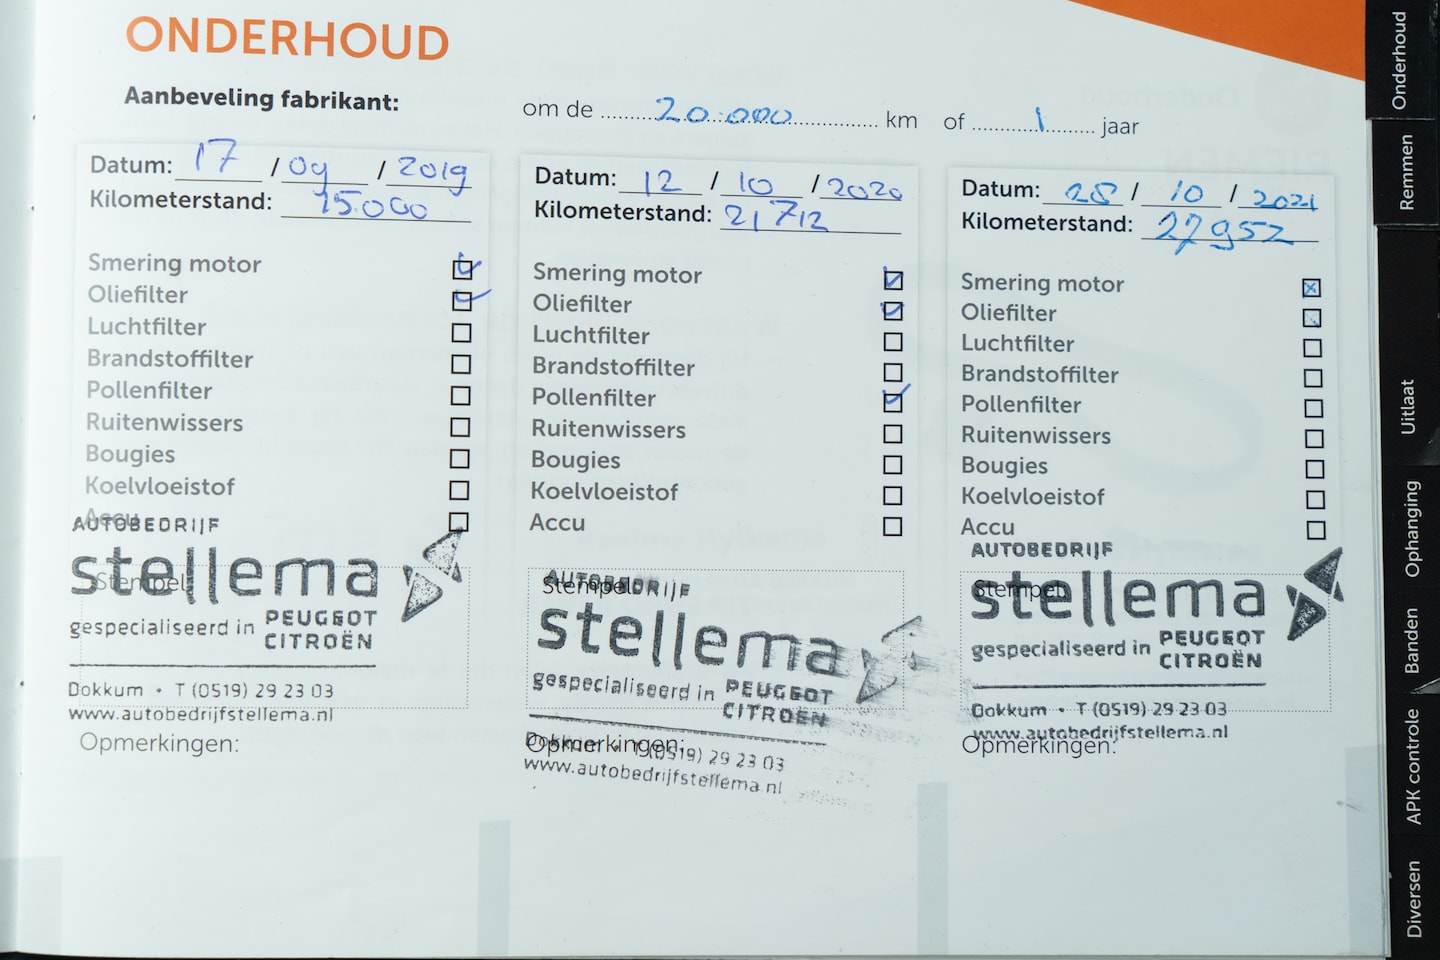 ONDERHOUD
Aanbeveling fabrikant: om de 20.000 km of 1 jaar
Datum: 17 / 09 / 2019
Kilometerstand: 15.000
Smering motor
Oliefilter
Luchtfilter
Brandstoffilter
Pollenfilter
Ruitenwissers
Bougies
Koelvloeistof
Accu
Stempel:
AUTOBEDRIJF
stellema
gespecialiseerd in PEUGEOT
CITROËN
Dokkum • T (0519) 29 23 03
www.autobedrijfstellema.nl
Opmerkingen:
Datum: 12 / 10 / 2020
Kilometerstand: 21712
Smering motor
Oliefilter
Luchtfilter
Brandstoffilter
Pollenfilter
Ruitenwissers
Bougies
Koelvloeistof
Accu
Stempel:
AUTOBEDRIJF
stellema
gespecialiseerd in PEUGEOT
CITROËN
Dokkum • T (0519) 29 23 03
www.autobedrijfstellema.nl
Opmerkingen:
Datum: 28 / 10 / 2021
Kilometerstand: 27952
Smering motor
Oliefilter
Luchtfilter
Brandstoffilter
Pollenfilter
Ruitenwissers
Bougies
Koelvloeistof
Accu
Stempel:
AUTOBEDRIJF
stellema
gespecialiseerd in PEUGEOT
CITROËN
Dokkum • T (0519) 29 23 03
www.autobedrijfstellema.nl
Opmerkingen:
Onderhoud
Remmen
Uitlaat
Ophanging
Banden
APK controle
Diversen